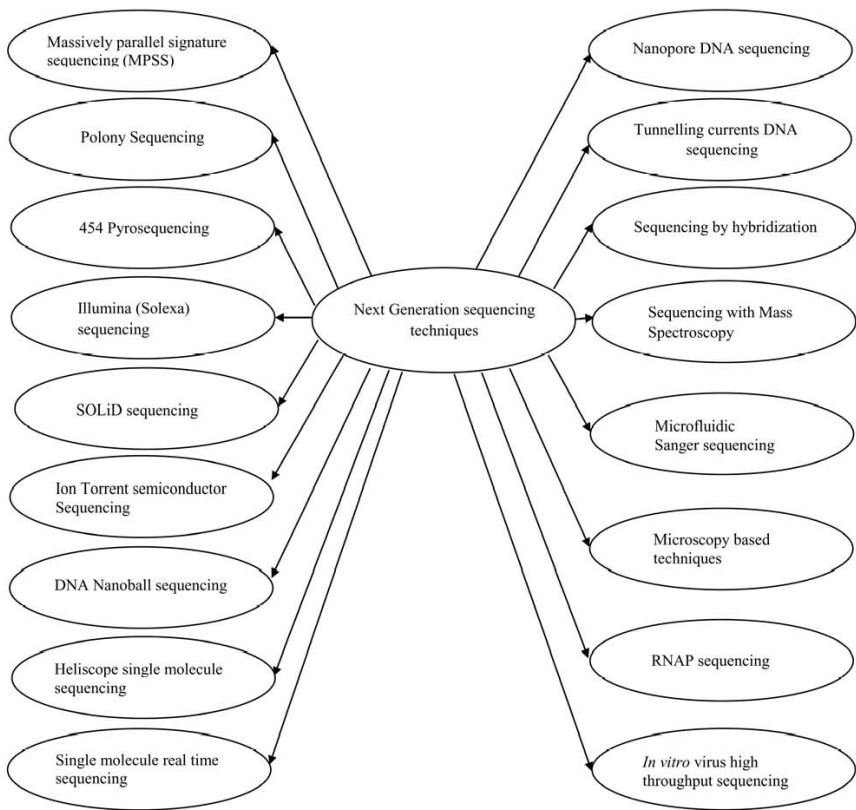 Massively parallel signature
sequencing (MPSS)
Polony Sequencing
454 Pyrosequencing
Illumina (Solexa)
sequencing
SOLiD sequencing
Ion Torrent semiconductor
Sequencing
DNA Nanoball sequencing
Heliscope single molecule
sequencing
Single molecule real time
sequencing
Next Generation sequencing
techniques
Nanopore DNA sequencing
Tunnelling currents DNA
sequencing
Sequencing by hybridization
Sequencing with Mass
Spectroscopy
Microfluidic
Sanger sequencing
Microscopy based
techniques
RNAP sequencing
In vitro virus high
throughput sequencing